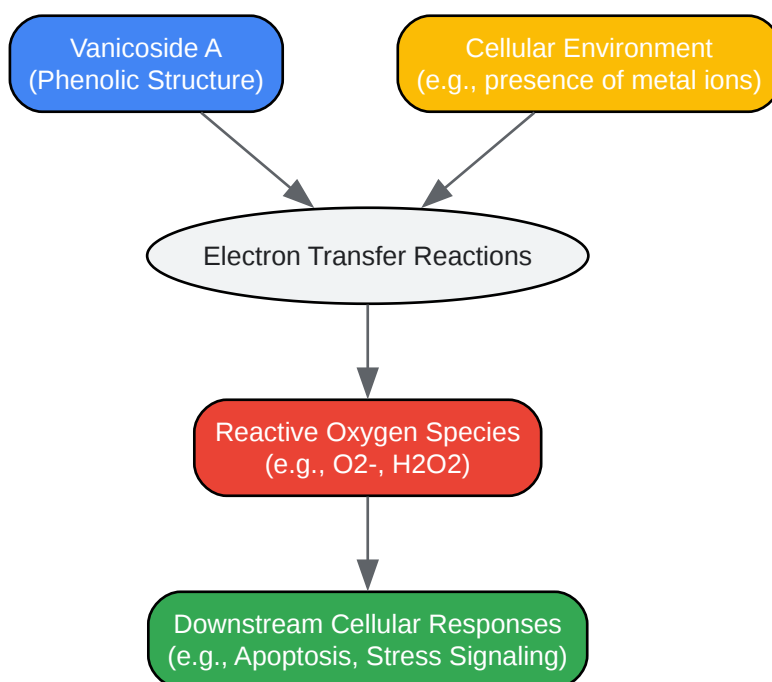 Vanicoside A
(Phenolic Structure)
Cellular Environment
(e.g., presence of metal ions)
Electron Transfer Reactions
Reactive Oxygen Species
(e.g., O2-, H2O2)
Downstream Cellular Responses
(e.g., Apoptosis, Stress Signaling)